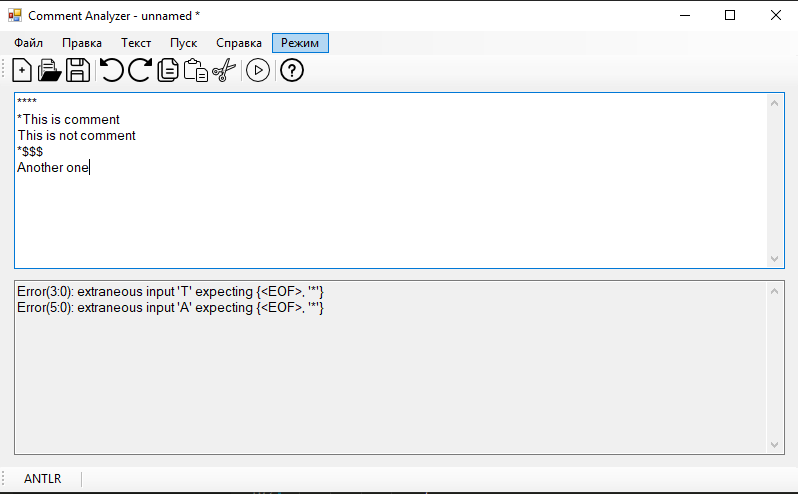 Comment Analyzer - unnamed *
Файл Правка Текст Пуск Справка Режим
****
*This is comment
This is not comment
*$$$
Another one
Error(3:0): extraneous input 'T' expecting {<EOF>, '*'}
Error(5:0): extraneous input 'A' expecting {<EOF>, '*'}
ANTLR